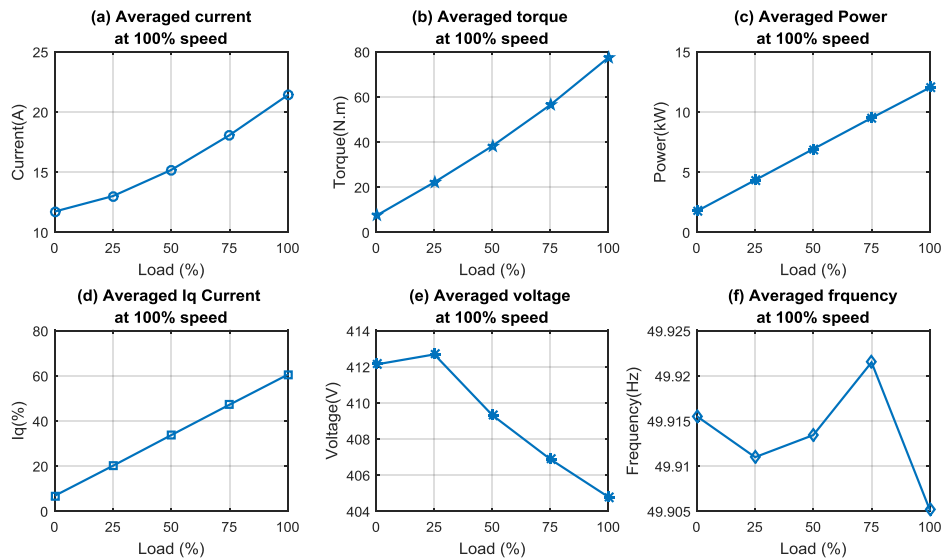 (a) Averaged current
at 100% speed
25
20
15
10
Current(A)
0 25 50 75 100
Load (%)
(b) Averaged torque
at 100% speed
80
60
40
20
0
Torque(N.m)
0 25 50 75 100
Load (%)
(c) Averaged Power
at 100% speed
15
10
5
0
Power(kW)
0 25 50 75 100
Load (%)
(d) Averaged Iq Current
at 100% speed
80
60
40
20
0
Iq(%)
0 25 50 75 100
Load (%)
(e) Averaged voltage
at 100% speed
414
412
410
408
406
404
Voltage(V)
0 25 50 75 100
Load (%)
(f) Averaged frquency
at 100% speed
49.925
49.92
49.915
49.91
49.905
Frequency(Hz)
0 25 50 75 100
Load (%)